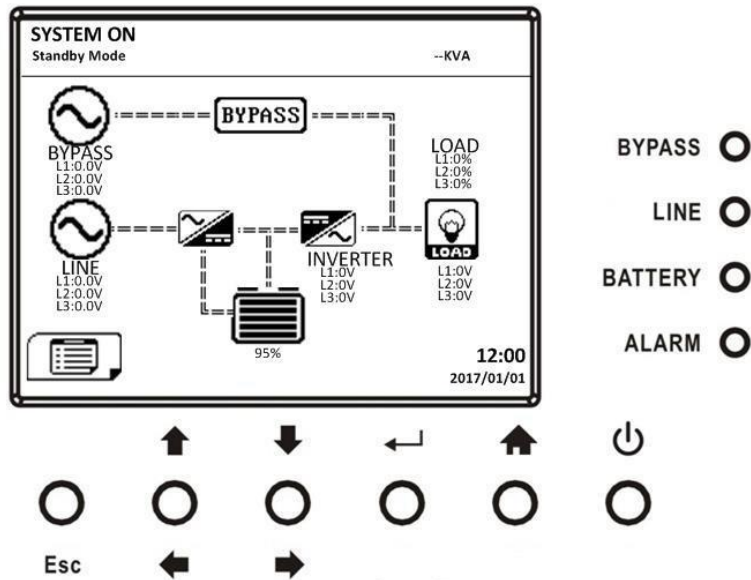 SYSTEM ON
Standby Mode
--KVA
BYPASS
BYPASS
L1:0.0V
L2:0.0V
L3:0.0V
LOAD
L1:0%
L2:0%
L3:0%
LINE
L1:0.0V
L2:0.0V
L3:0.0V
INVERTER
L1:0V
L2:0V
L3:0V
LOAD
L1:0V
L2:0V
L3:0V
95%
12:00
2017/01/01
BYPASS
LINE
BATTERY
ALARM
Esc